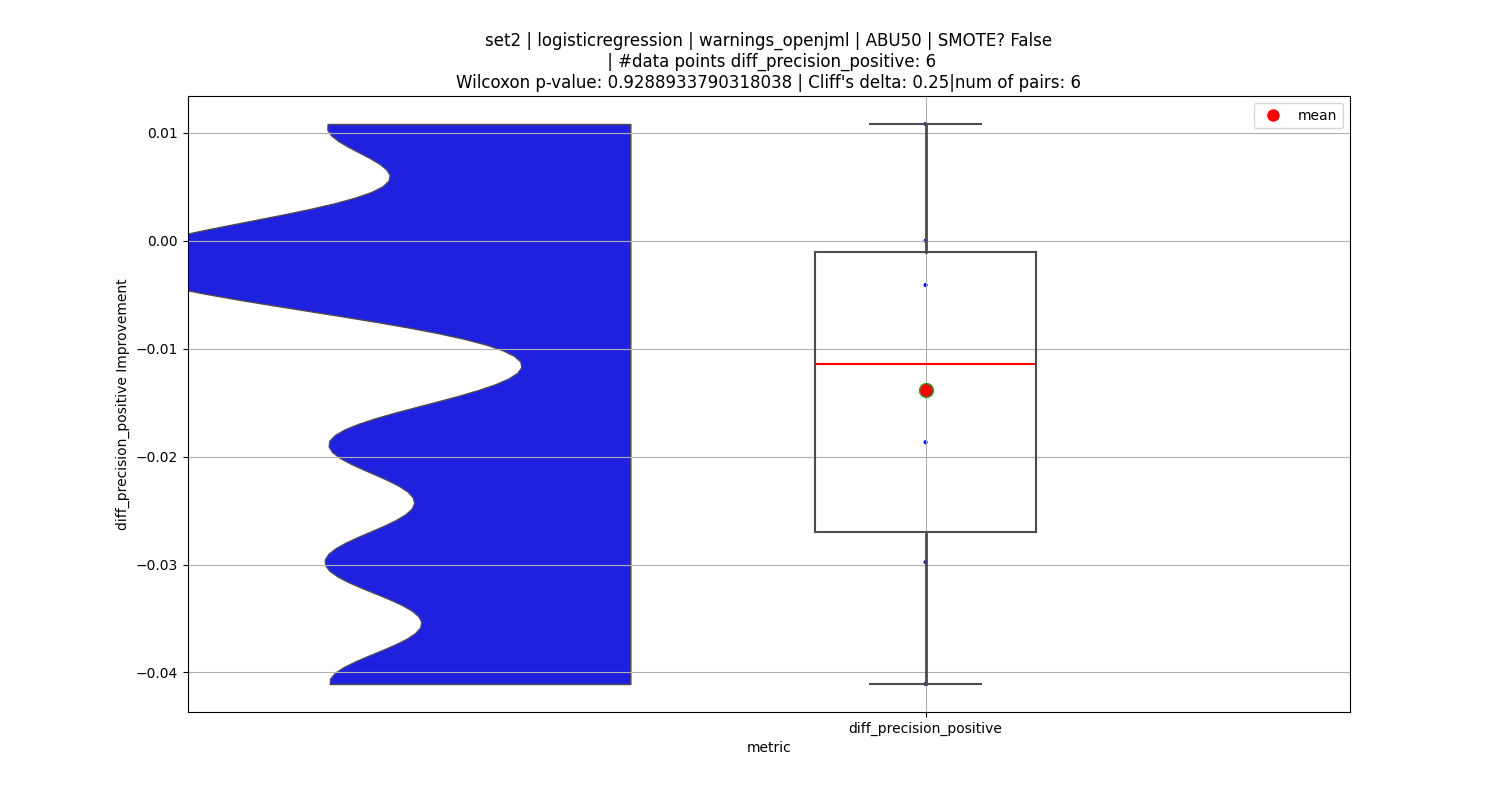 set2 | logisticregression | warnings_openjml | ABU50 | SMOTE? False
| #data points diff_precision_positive: 6
Wilcoxon p-value: 0.9288933790318038 | Cliff's delta: 0.25|num of pairs: 6
mean
0.01
0.00
−0.01
−0.02
−0.03
−0.04
diff_precision_positive Improvement
diff_precision_positive
metric